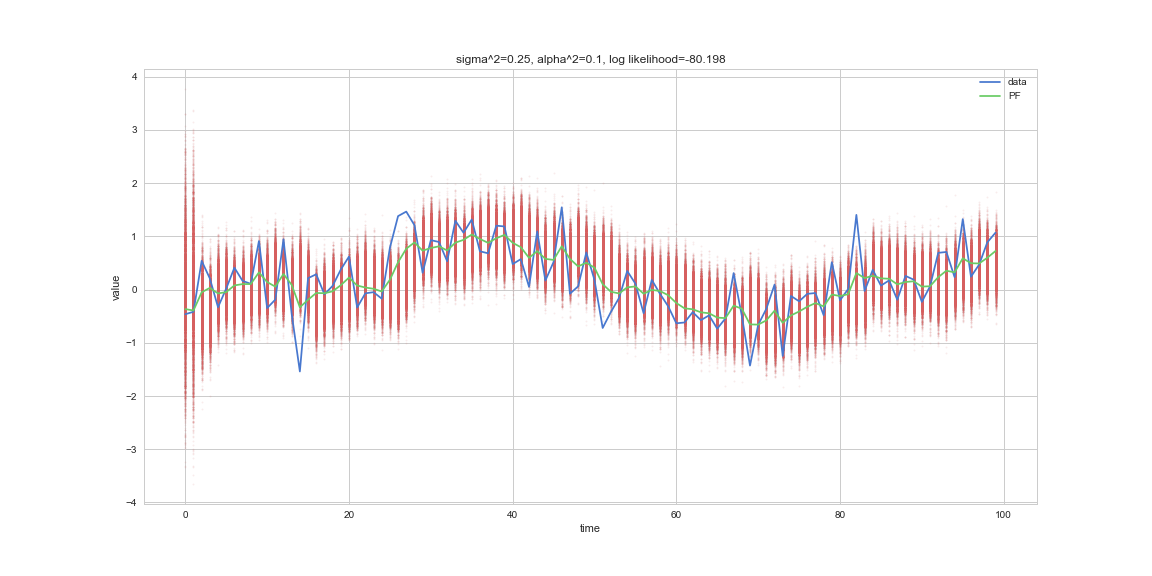 sigma^2=0.25, alpha^2=0.1, log likelihood=-80.198
data
PF
4
3
2
1
0
−1
−2
−3
−4
value
0 20 40 60 80 100
time